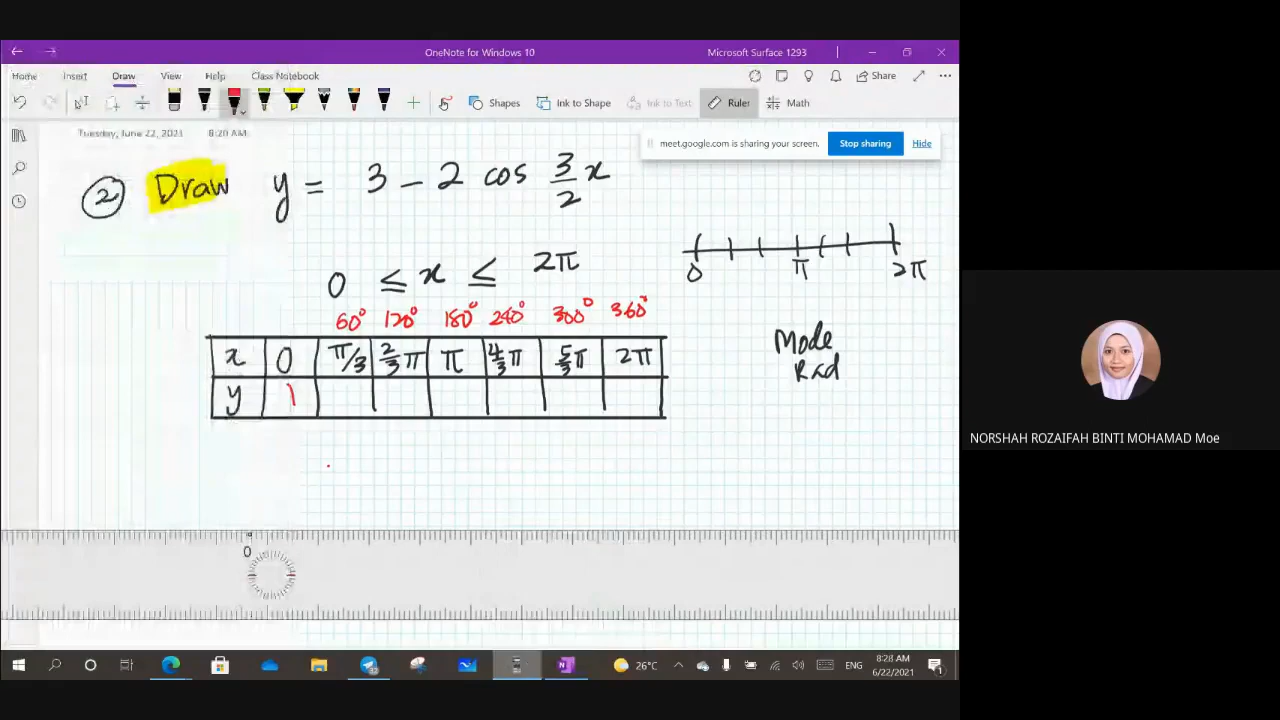 OneNote for Windows 10
Microsoft Surface 1293
Home Insert Draw View Help Class Notebook
Share
Shapes Ink to Shape Ink to Text Ruler Math
Tuesday, June 22, 2021 8:20 AM
meet.google.com is sharing your screen. Stop sharing Hide
② Draw y = 3 - 2 cos 3/2 x
0 ≤ x ≤ 2π
0 π 2π
60° 120° 180° 240° 300° 360°
x 0 π/3 2/3 π π 4/3 π 5/3 π 2π
y 1
Mode
Rad
NORSHAH ROZAIFAH BINTI MOHAMAD Moe
0
26°C ENG 8:28 AM
6/22/2021
1